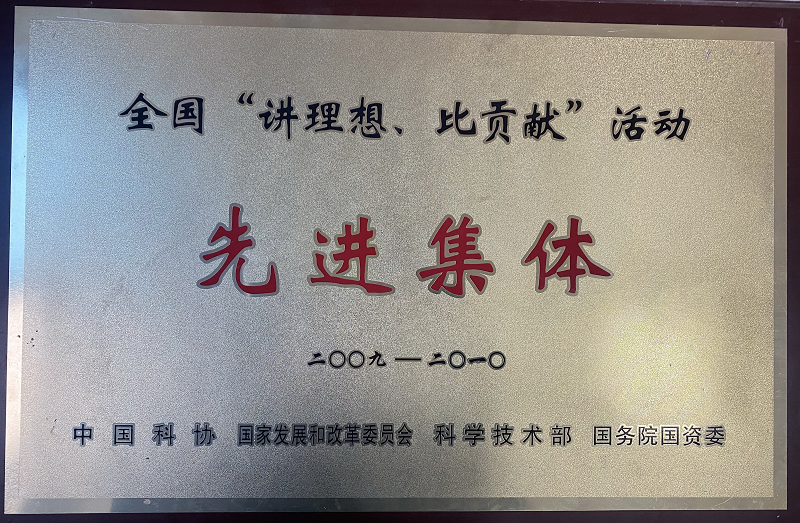 全国“讲理想、比贡献”活动
先进集体
二〇〇九—二〇一〇
中国科协 国家发展和改革委员会 科学技术部 国务院国资委